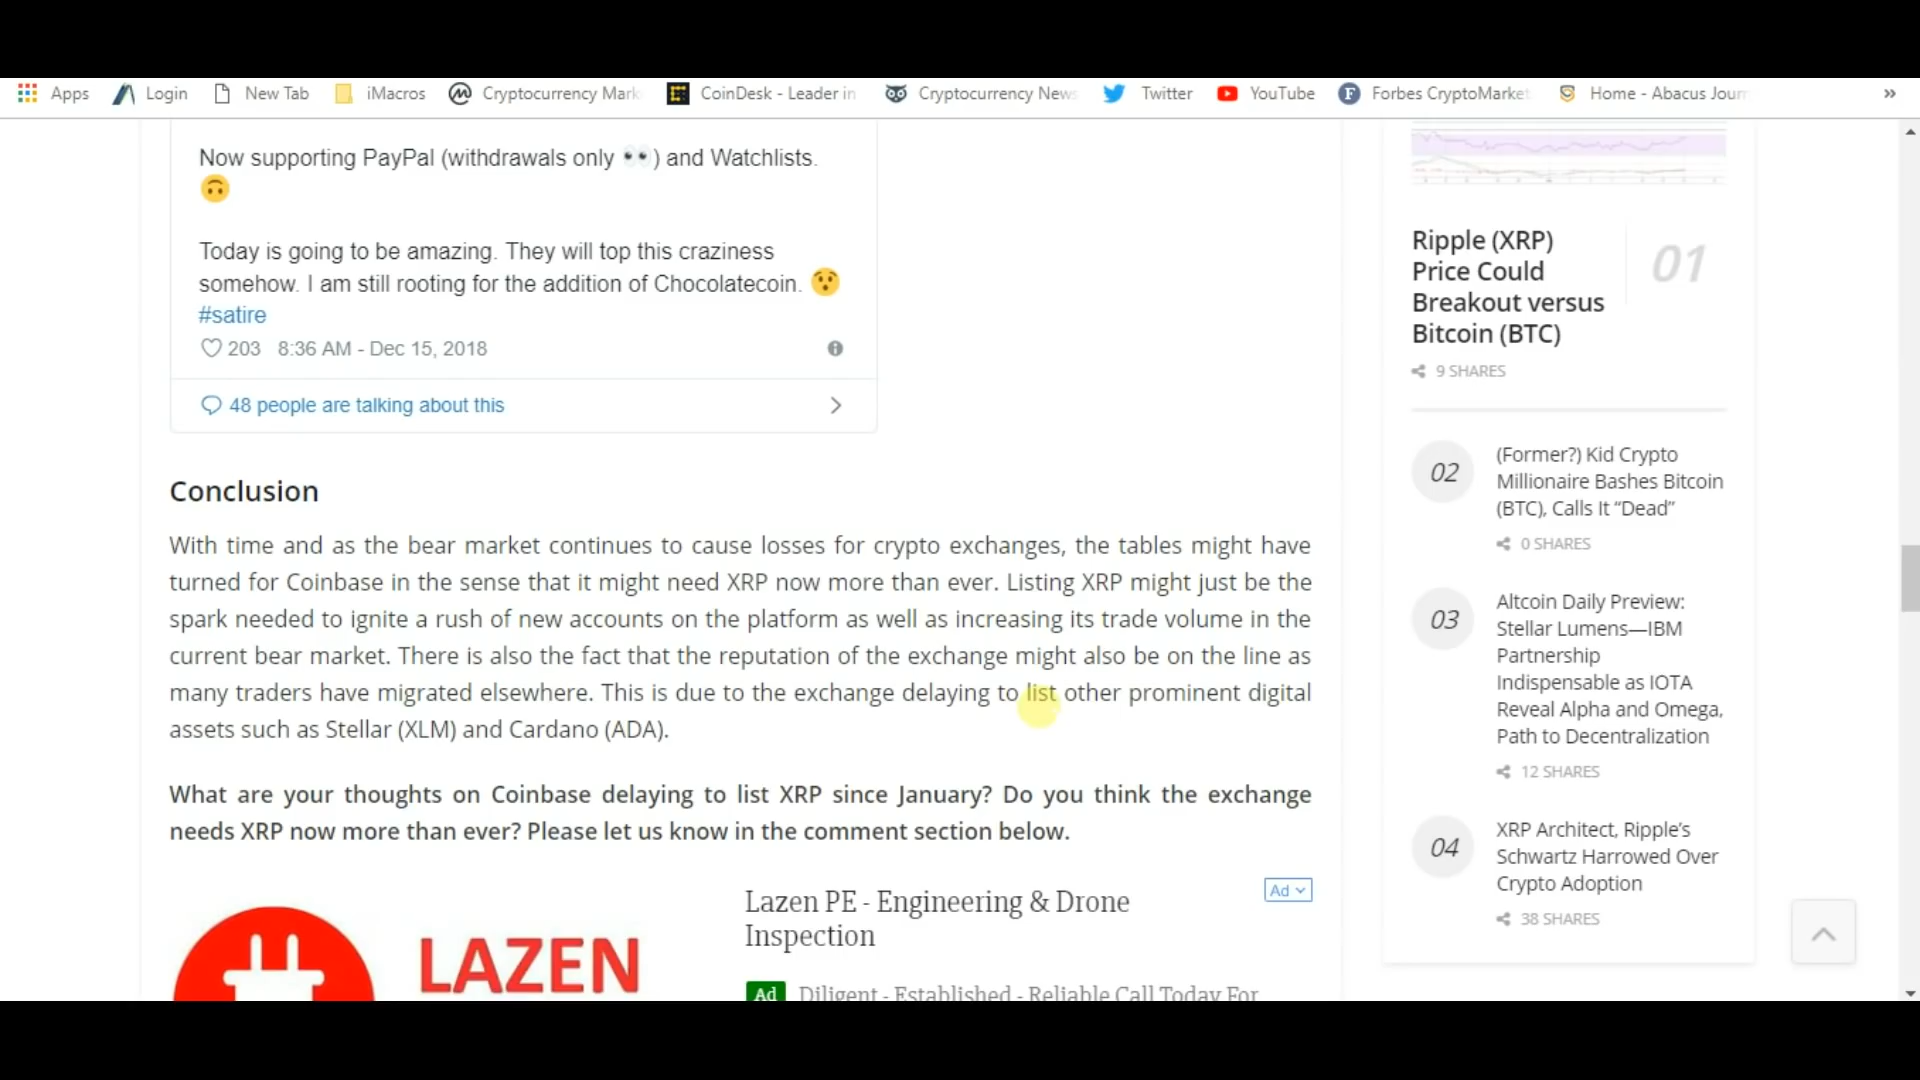 Apps Login New Tab iMacros Cryptocurrency Mark CoinDesk - Leader in Cryptocurrency News Twitter YouTube Forbes CryptoMarket Home - Abacus Journ »
Now supporting PayPal (withdrawals only 👀) and Watchlists.
🙃
Today is going to be amazing. They will top this craziness
somehow. I am still rooting for the addition of Chocolatecoin. 😯
#satire
203 8:36 AM - Dec 15, 2018
48 people are talking about this
Conclusion
With time and as the bear market continues to cause losses for crypto exchanges, the tables might have
turned for Coinbase in the sense that it might need XRP now more than ever. Listing XRP might just be the
spark needed to ignite a rush of new accounts on the platform as well as increasing its trade volume in the
current bear market. There is also the fact that the reputation of the exchange might also be on the line as
many traders have migrated elsewhere. This is due to the exchange delaying to list other prominent digital
assets such as Stellar (XLM) and Cardano (ADA).
What are your thoughts on Coinbase delaying to list XRP since January? Do you think the exchange
needs XRP now more than ever? Please let us know in the comment section below.
LAZEN
Lazen PE - Engineering & Drone
Inspection
Ad
Ad Diligent - Established - Reliable Call Today For
Ripple (XRP)
Price Could
Breakout versus
Bitcoin (BTC)
01
9 SHARES
02
(Former?) Kid Crypto
Millionaire Bashes Bitcoin
(BTC), Calls It “Dead”
0 SHARES
03
Altcoin Daily Preview:
Stellar Lumens—IBM
Partnership
Indispensable as IOTA
Reveal Alpha and Omega,
Path to Decentralization
12 SHARES
04
XRP Architect, Ripple’s
Schwartz Harrowed Over
Crypto Adoption
38 SHARES